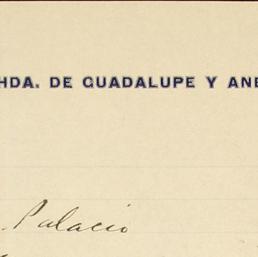 HDA. DE GUADALUPE Y ANE
. Palacio